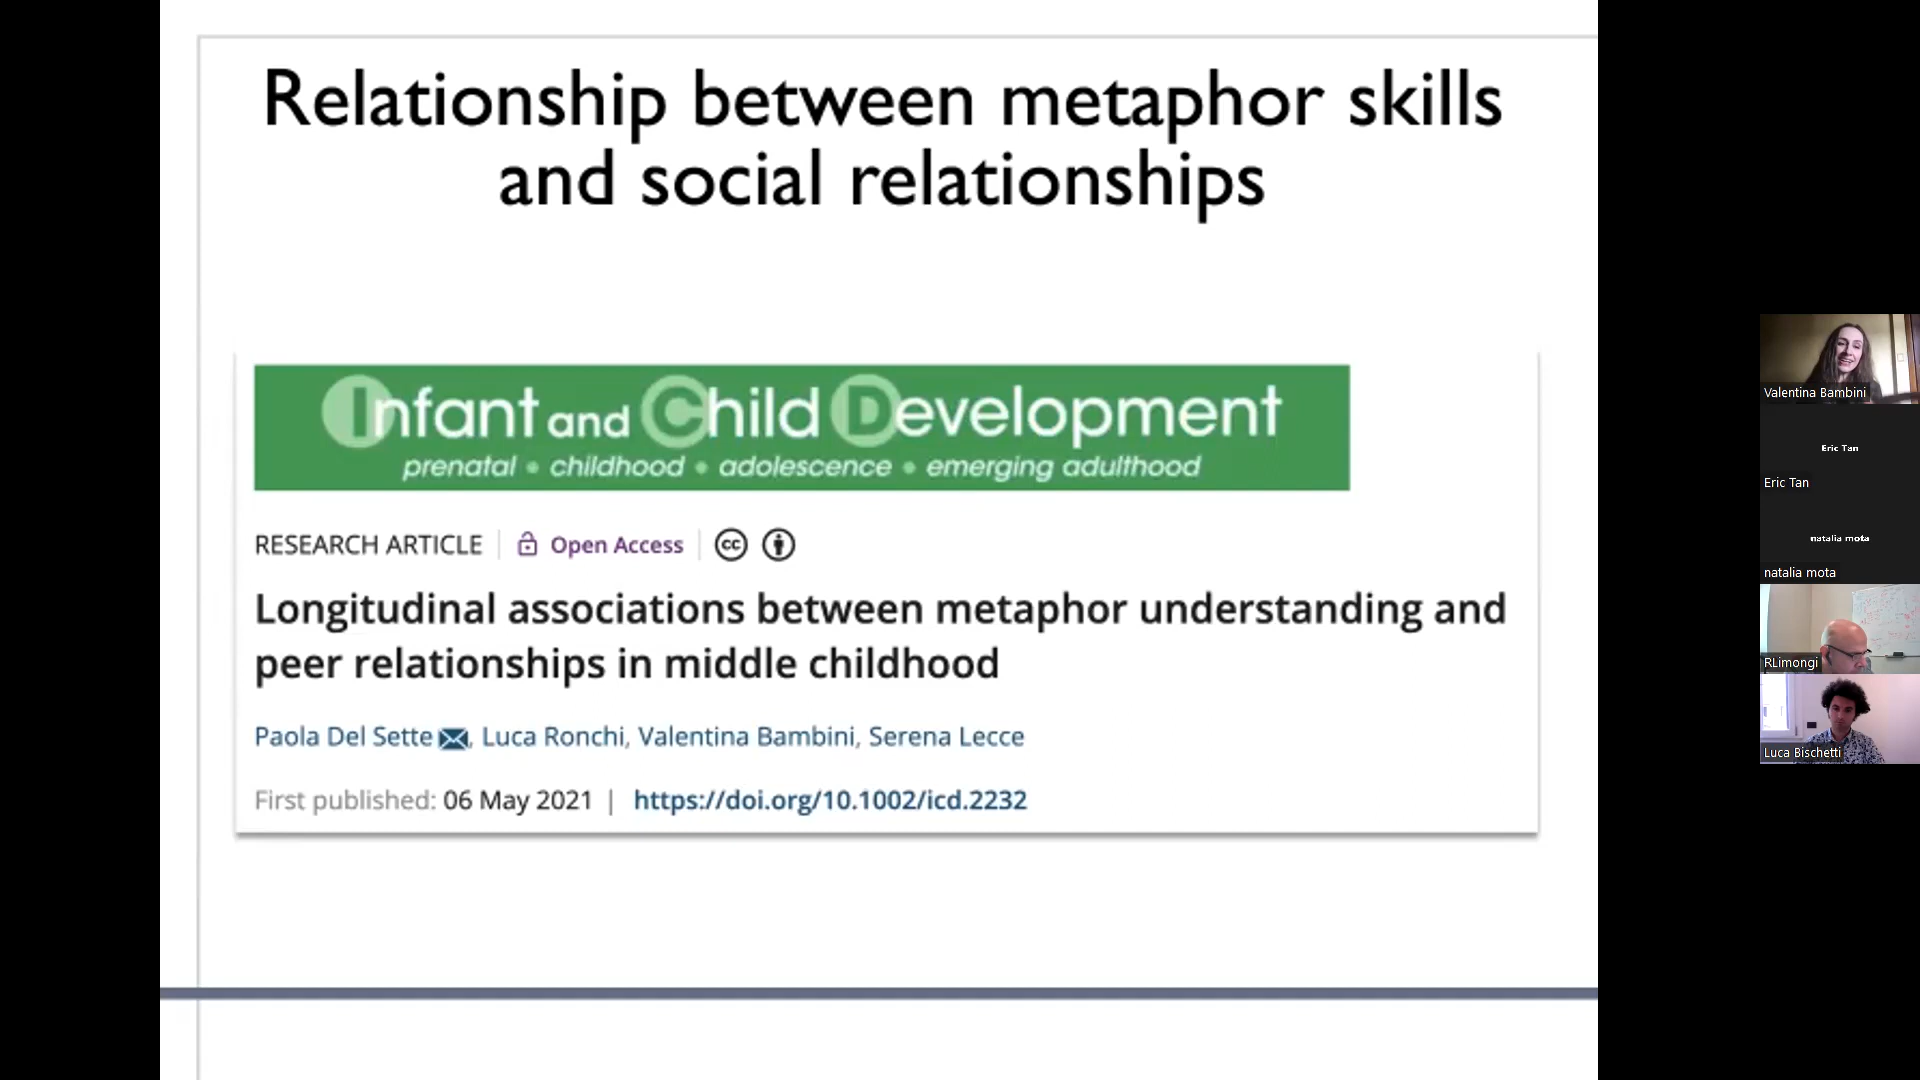 Relationship between metaphor skills
and social relationships
Infant and Child Development
prenatal • childhood • adolescence • emerging adulthood
RESEARCH ARTICLE | Open Access | cc
Longitudinal associations between metaphor understanding and
peer relationships in middle childhood
Paola Del Sette, Luca Ronchi, Valentina Bambini, Serena Lecce
First published: 06 May 2021 | https://doi.org/10.1002/icd.2232
Valentina Bambini
Eric Tan
Eric Tan
natalia mota
natalia mota
RLimongi
Luca Bischetti